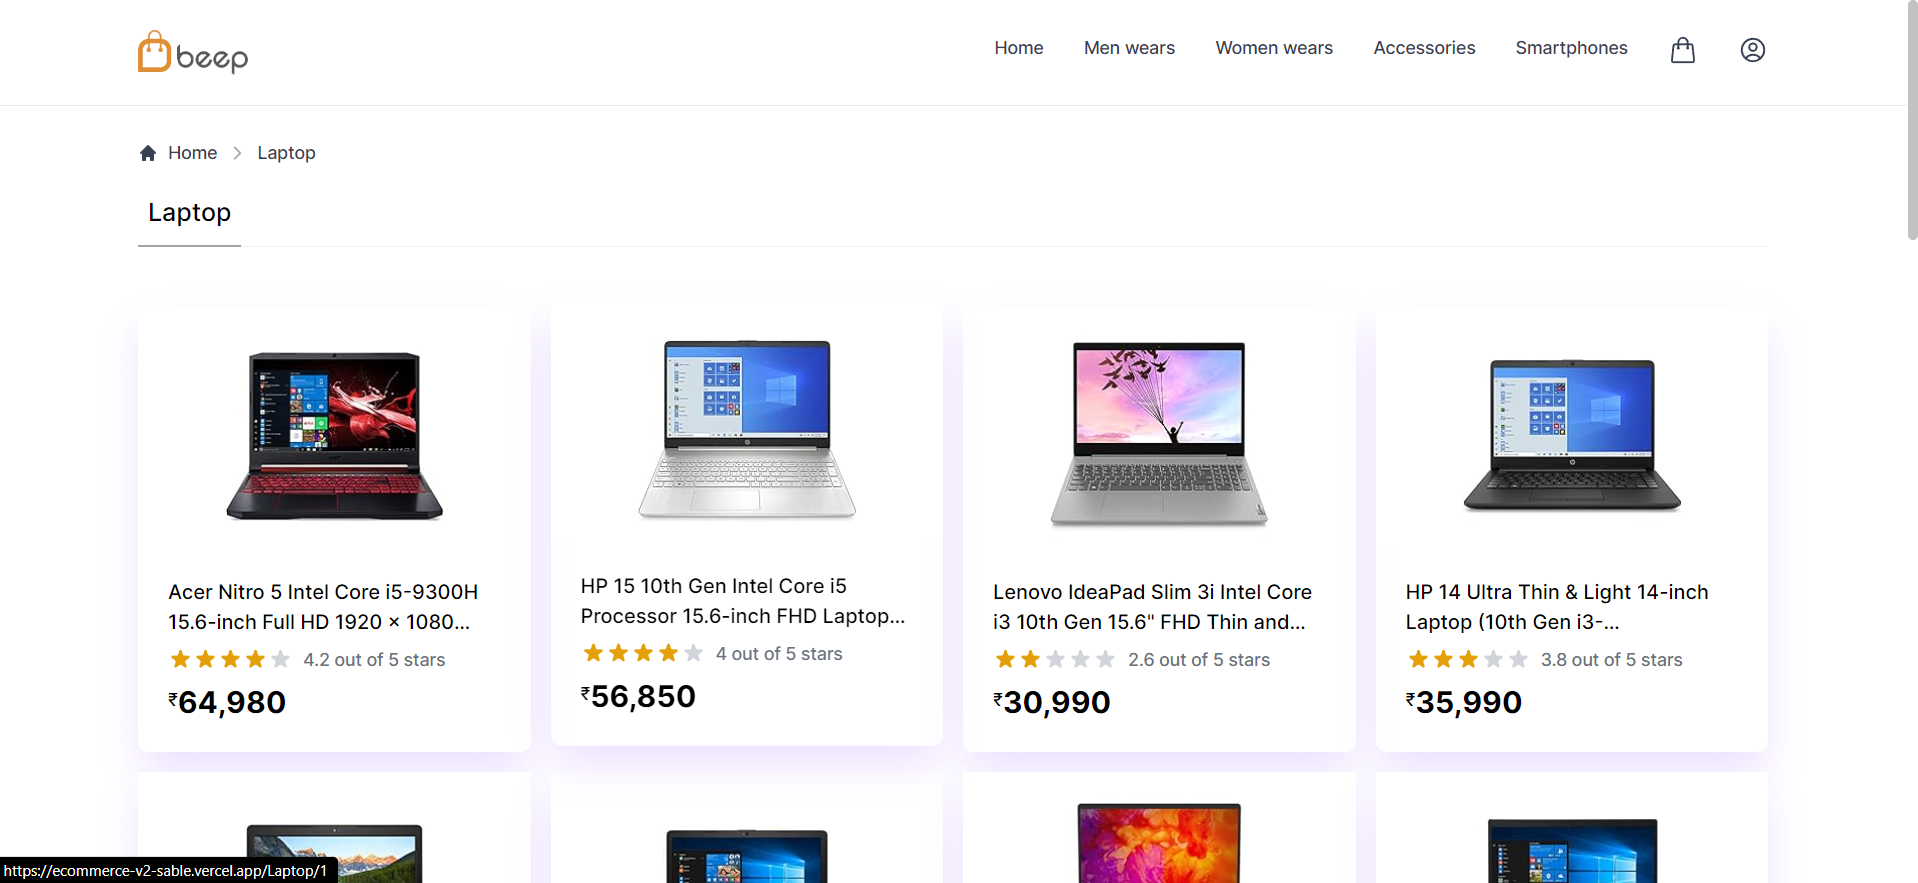 beep
Home
Men wears
Women wears
Accessories
Smartphones
Home
Laptop
Laptop
Acer Nitro 5 Intel Core i5-9300H
15.6-inch Full HD 1920 × 1080...
4.2 out of 5 stars
₹64,980
HP 15 10th Gen Intel Core i5
Processor 15.6-inch FHD Laptop...
4 out of 5 stars
₹56,850
Lenovo IdeaPad Slim 3i Intel Core
i3 10th Gen 15.6" FHD Thin and...
2.6 out of 5 stars
₹30,990
HP 14 Ultra Thin & Light 14-inch
Laptop (10th Gen i3-...
3.8 out of 5 stars
₹35,990
https://ecommerce-v2-sable.vercel.app/Laptop/1